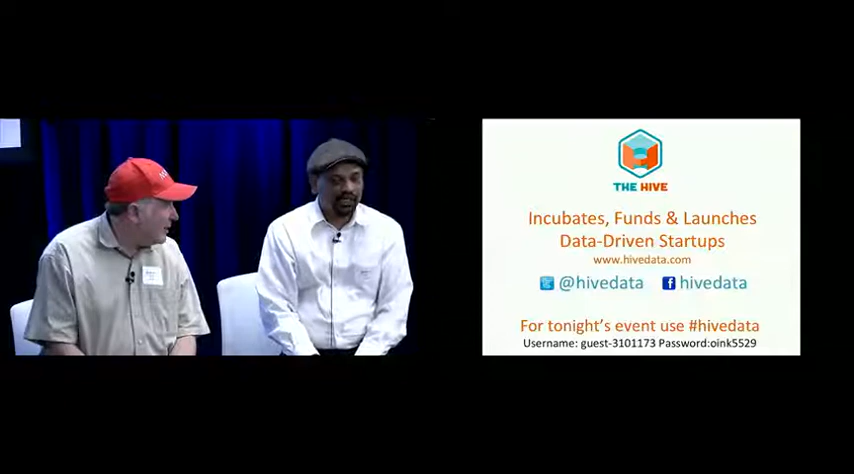 THE HIVE
Incubates, Funds & Launches
Data-Driven Startups
www.hivedata.com
@hivedata hivedata
For tonight's event use #hivedata
Username: guest-3101173 Password:oink5529